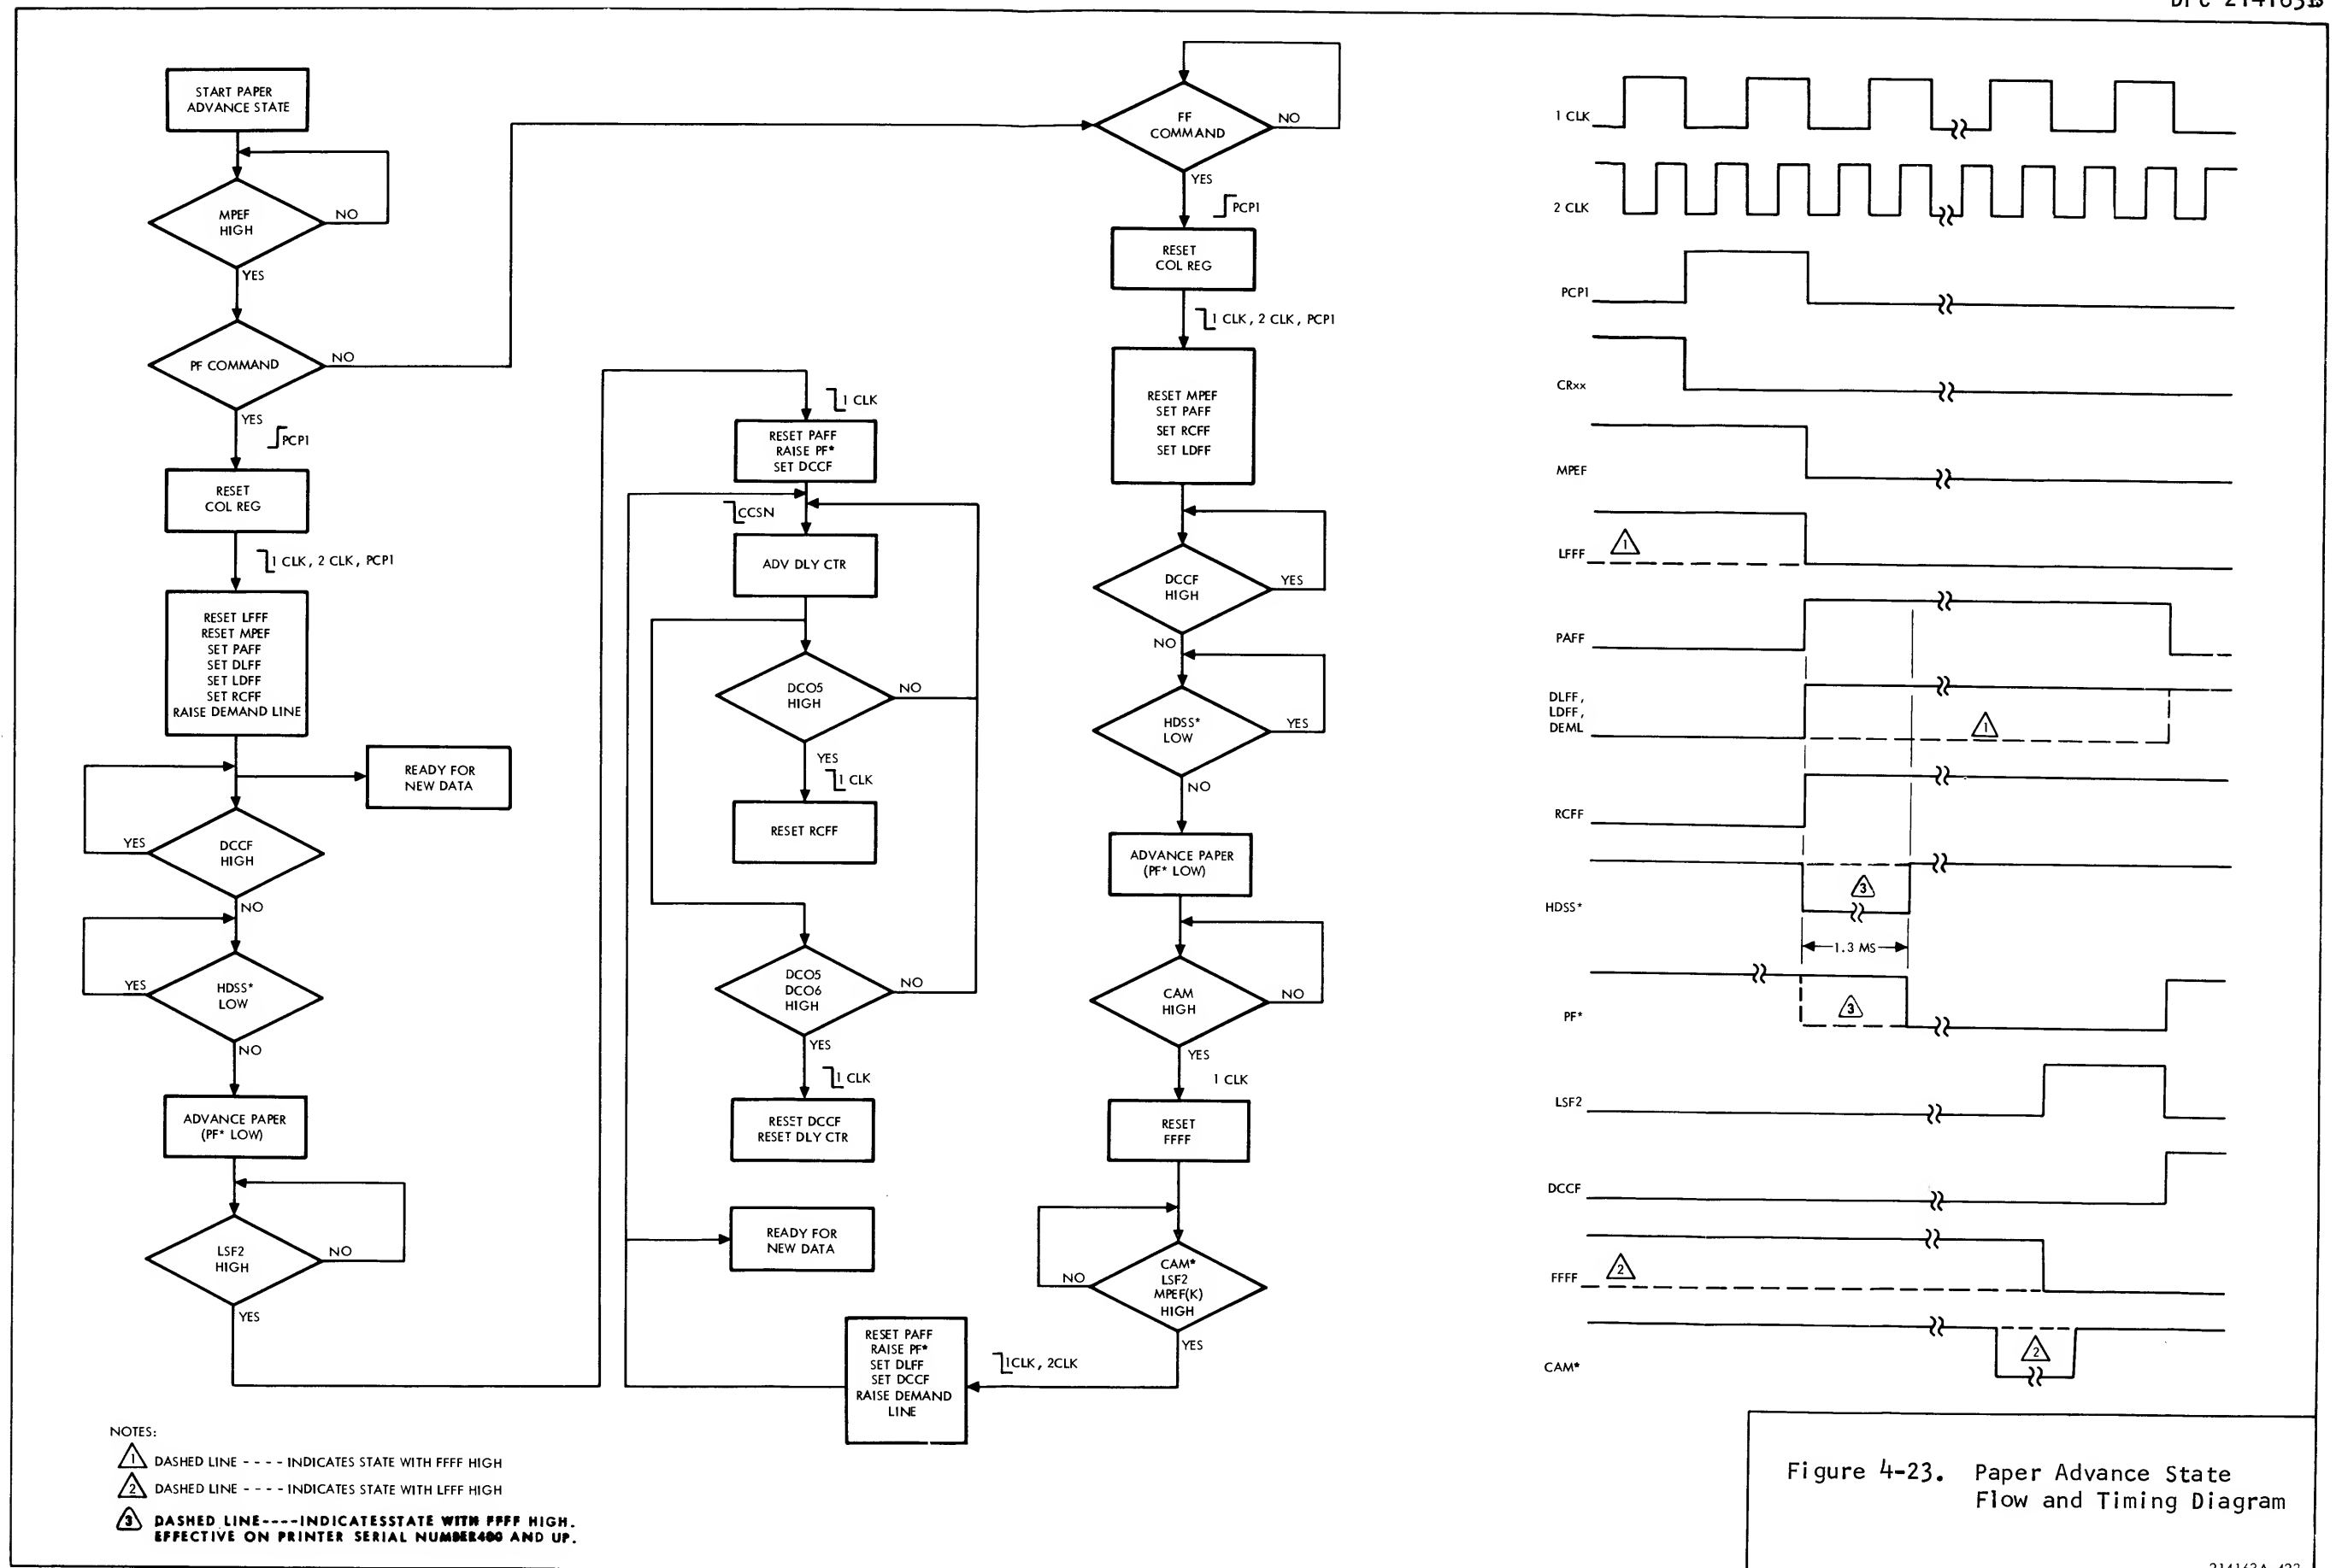 START PAPER
ADVANCE STATE
MPEF
HIGH
NO
YES
PF COMMAND
NO
YES
PCP1
RESET
COL REG
1 CLK, 2 CLK, PCP1
RESET LFFF
RESET MPEF
SET PAFF
SET DLFF
SET LDFF
SET RCFF
RAISE DEMAND LINE
READY FOR
NEW DATA
YES
DCCF
HIGH
NO
YES
HDSS*
LOW
NO
ADVANCE PAPER
(PF* LOW)
LSF2
HIGH
NO
YES
1 CLK
RESET PAFF
RAISE PF*
SET DCCF
CCSN
ADV DLY CTR
DCO5
HIGH
NO
YES
1 CLK
RESET RCFF
DCO5
DCO6
HIGH
NO
YES
1 CLK
RESET DCCF
RESET DLY CTR
READY FOR
NEW DATA
FF
COMMAND
NO
YES
PCP1
RESET
COL REG
1 CLK, 2 CLK, PCP1
RESET MPEF
SET PAFF
SET RCFF
SET LDFF
DCCF
HIGH
YES
NO
HDSS*
LOW
YES
NO
ADVANCE PAPER
(PF* LOW)
CAM
HIGH
NO
YES
1 CLK
RESET
FFFF
CAM*
LSF2
MPEF(K)
HIGH
NO
YES
1CLK, 2CLK
RESET PAFF
RAISE PF*
SET DLFF
SET DCCF
RAISE DEMAND
LINE
1 CLK
2 CLK
PCP1
CRxx
MPEF
LFFF
1
PAFF
DLFF,
LDFF,
DEML
1
RCFF
HDSS*
3
1.3 MS
PF*
3
LSF2
DCCF
FFFF
2
CAM*
2
NOTES:
1 DASHED LINE - - - - INDICATES STATE WITH FFFF HIGH
2 DASHED LINE - - - - INDICATES STATE WITH LFFF HIGH
3 DASHED LINE----INDICATESSTATE WITH FFFF HIGH.
EFFECTIVE ON PRINTER SERIAL NUMBER400 AND UP.
Figure 4-23. Paper Advance State
Flow and Timing Diagram